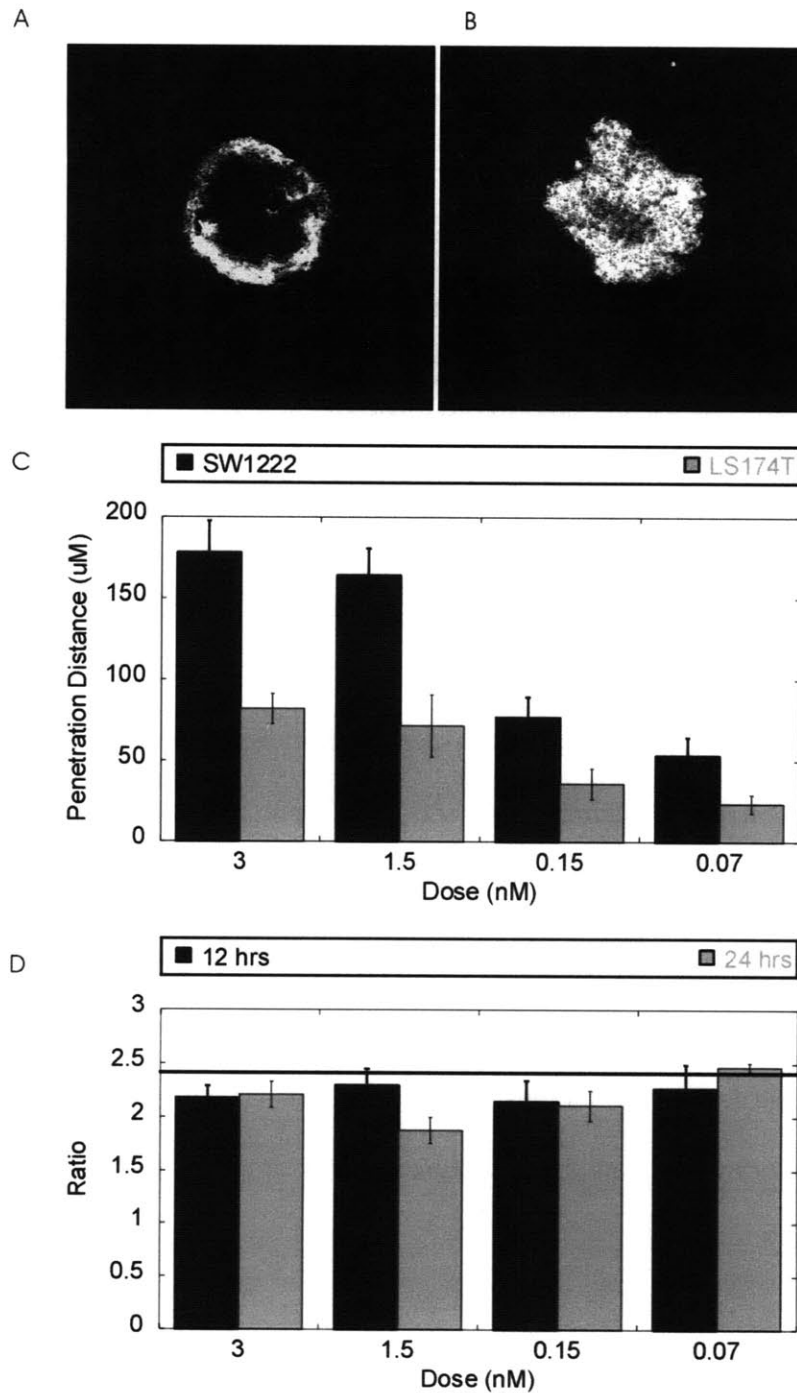 A
B
C
SW1222 LS174T
200
150
100
50
0
Penetration Distance (uM)
3 1.5 0.15 0.07
Dose (nM)
D
12 hrs 24 hrs
3
2.5
2
1.5
1
0.5
0
Ratio
3 1.5 0.15 0.07
Dose (nM)